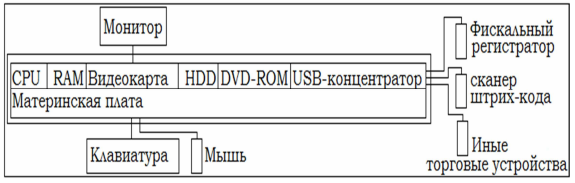 Монитор
Фискальный
регистратор
CPU RAM Видеокарта HDD DVD-ROM USB-концентратор
Материнская плата
сканер
штрих-кода
Клавиатура
Мышь
Иные
торговые устройства